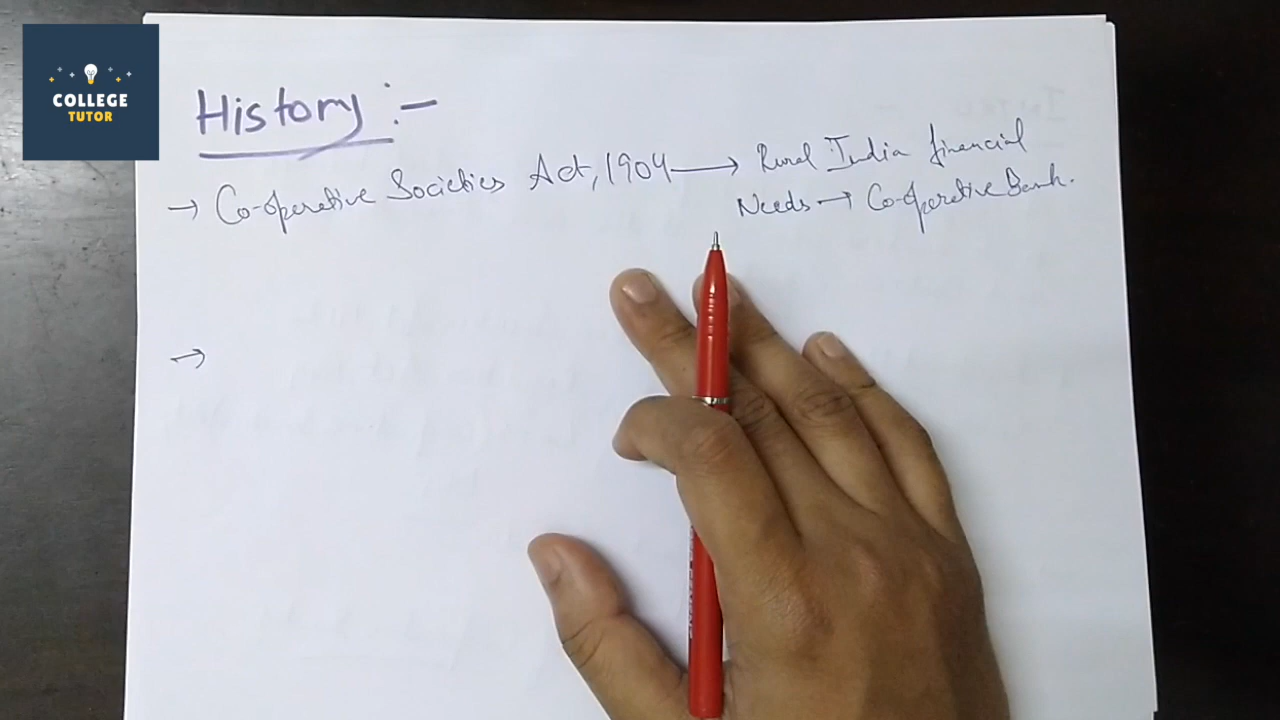 COLLEGE
TUTOR
History :-
→ Co-operative Societies Act, 1904 → Rural India financial
Needs → Co-operative Bank.
→